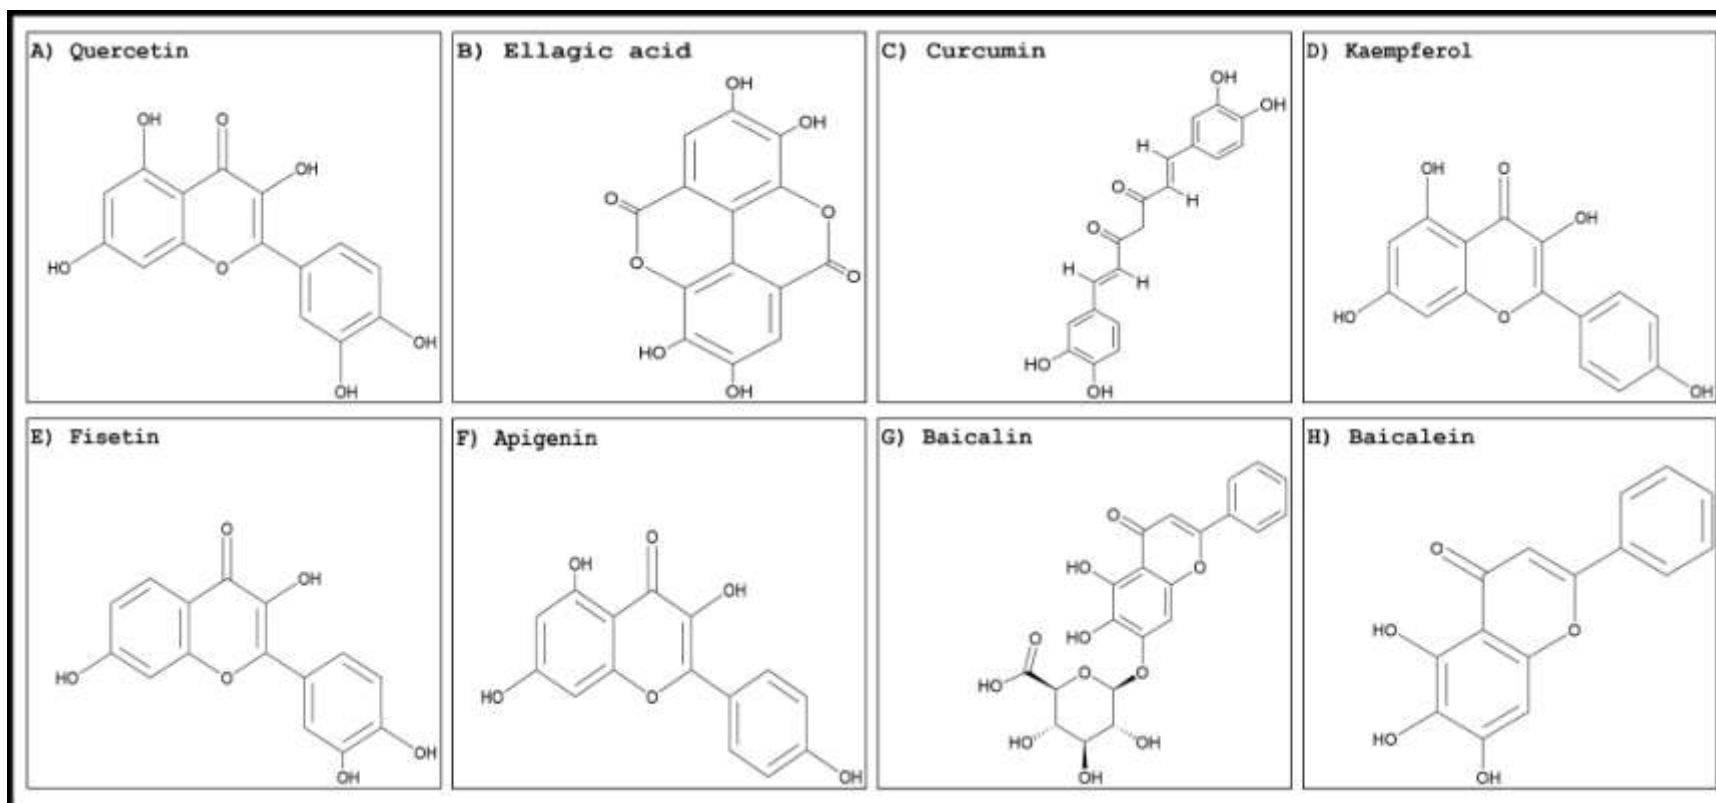 A) Quercetin
OH
O
OH
HO
O
OH
OH
B) Ellagic acid
OH
OH
O
O
O
O
HO
OH
C) Curcumin
OH
OH
H
O
H
O
H
H
HO
OH
D) Kaempferol
OH
O
OH
HO
O
OH
E) Fisetin
O
OH
HO
O
OH
OH
F) Apigenin
O
OH
OH
HO
O
OH
G) Baicalin
O
HO
O
HO
O
O
O
HO
HO
OH
OH
H) Baicalein
O
HO
O
HO
OH